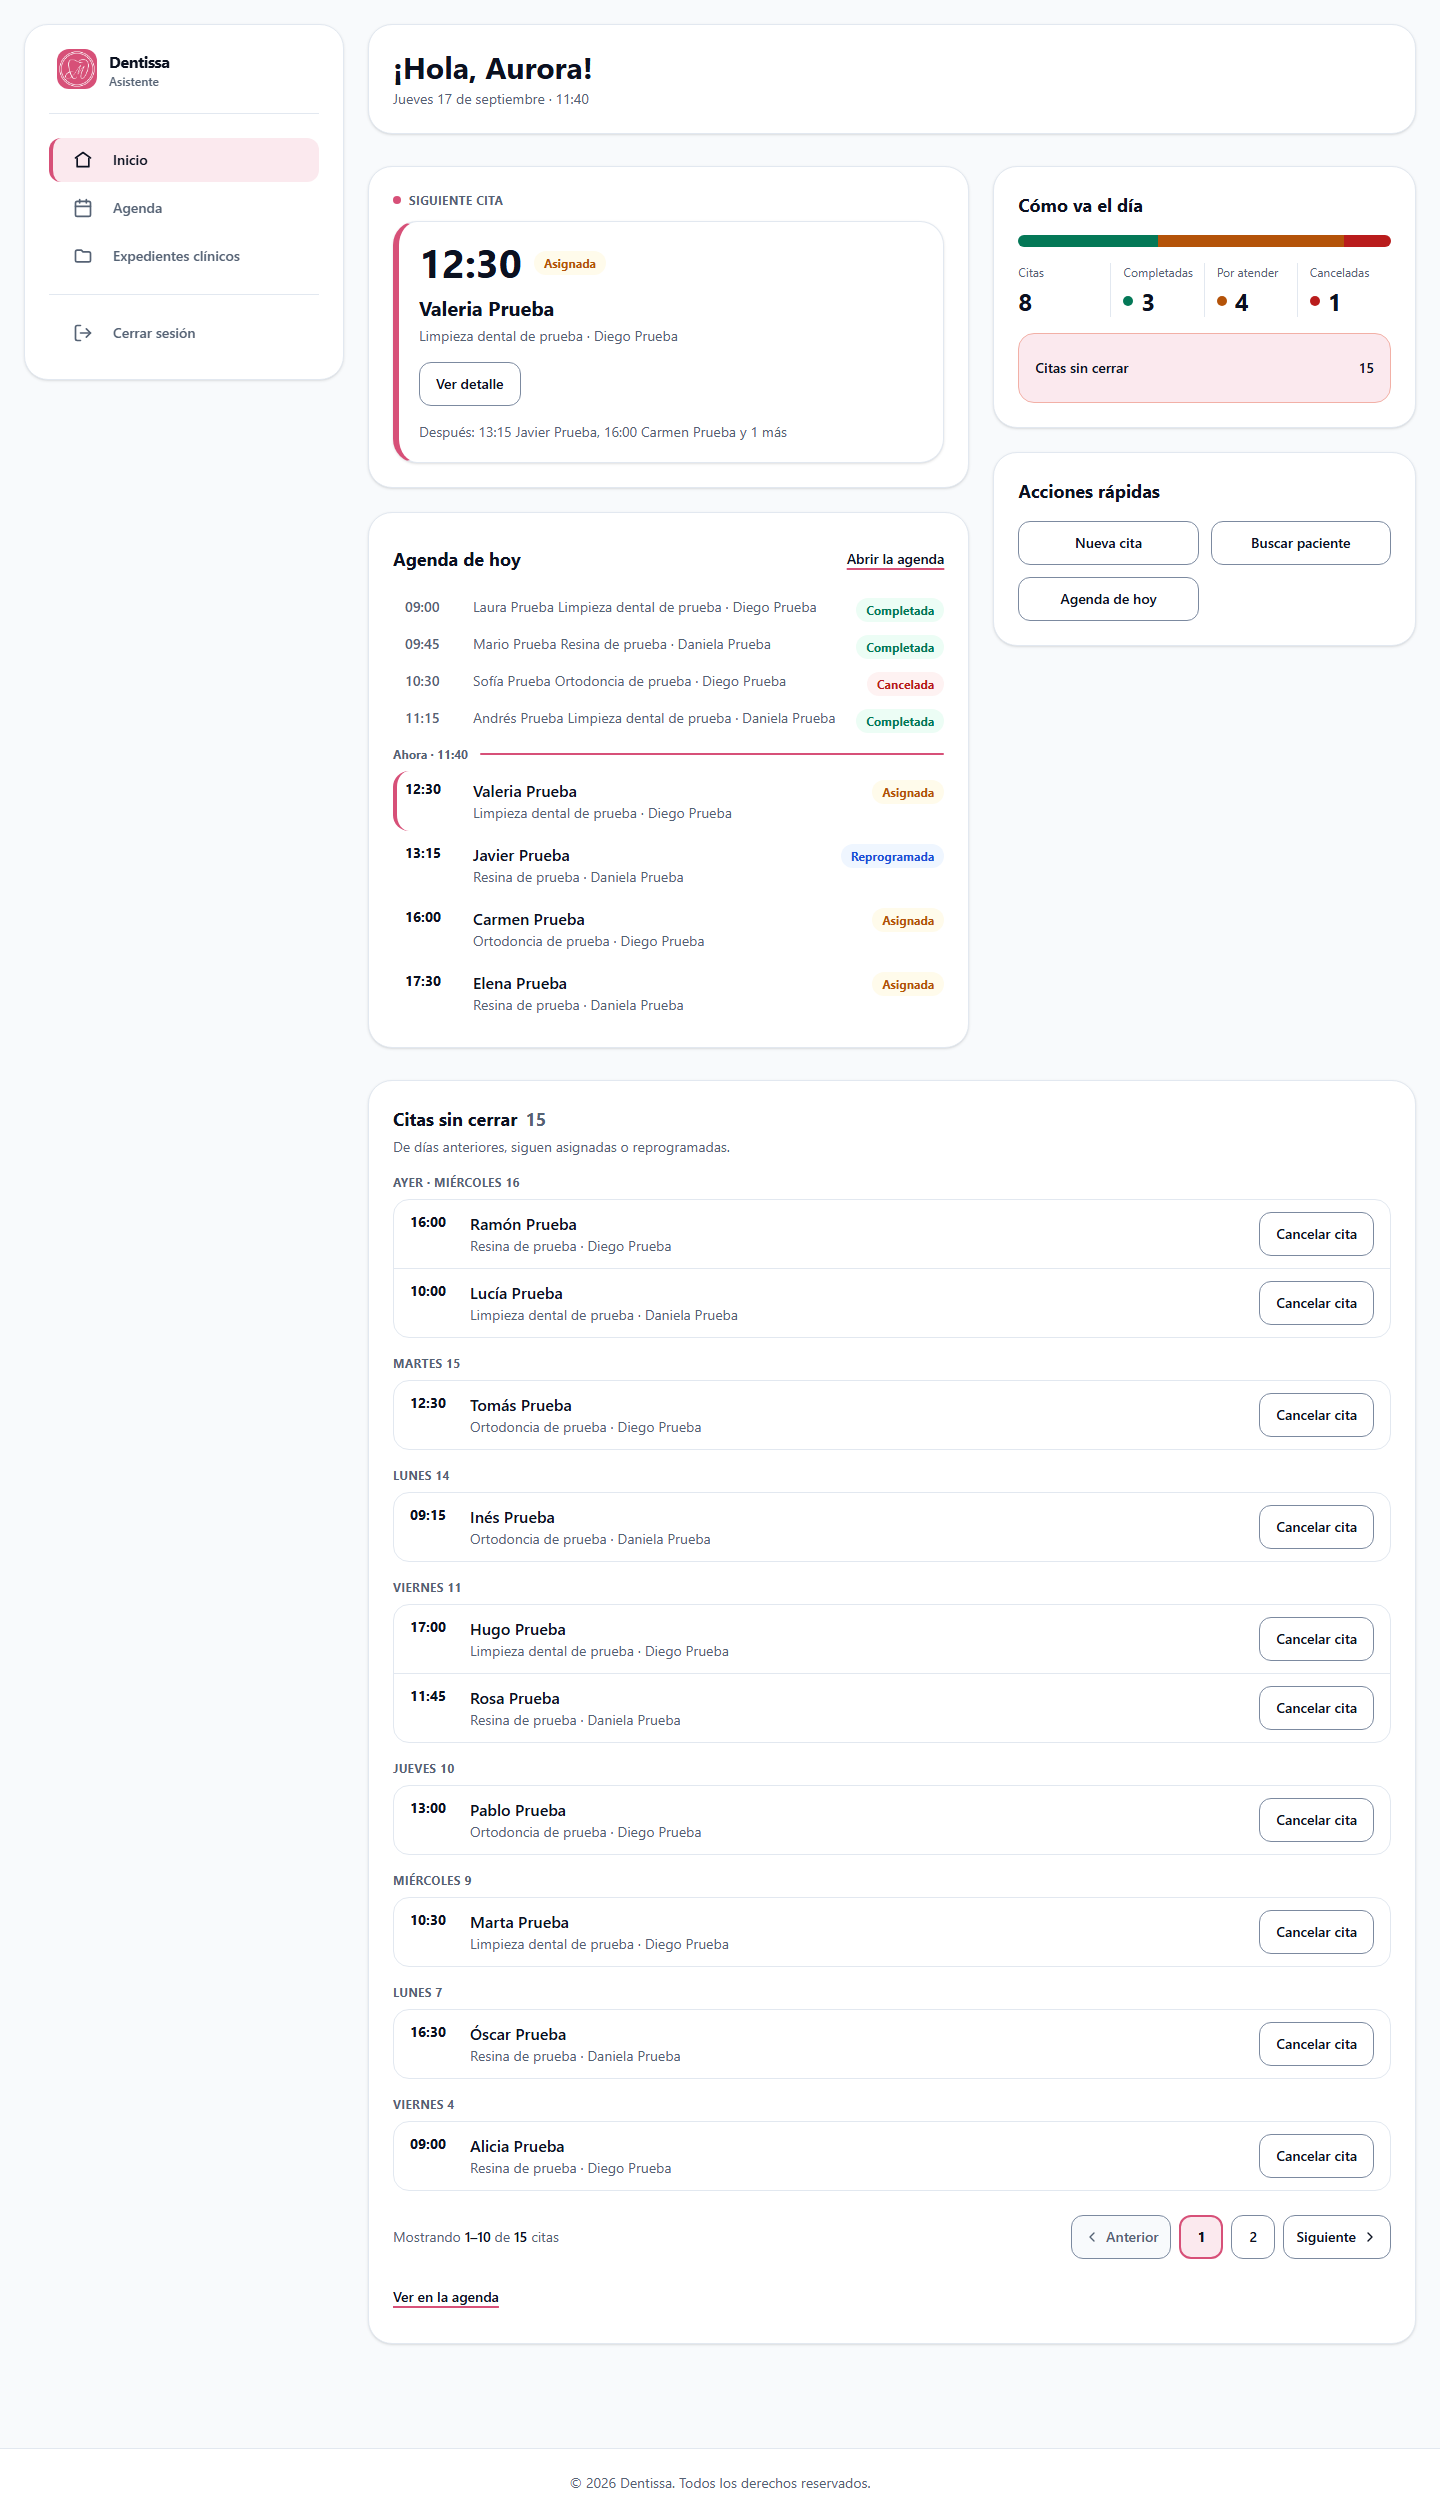 Dentissa
Asistente
Inicio
Agenda
Expedientes clínicos
Cerrar sesión
¡Hola, Aurora!
Jueves 17 de septiembre · 11:40
SIGUIENTE CITA
12:30 Asignada
Valeria Prueba
Limpieza dental de prueba · Diego Prueba
Ver detalle
Después: 13:15 Javier Prueba, 16:00 Carmen Prueba y 1 más
Cómo va el día
Citas Completadas Por atender Canceladas
8 3 4 1
Citas sin cerrar 15
Acciones rápidas
Nueva cita Buscar paciente
Agenda de hoy
Agenda de hoy Abrir la agenda
09:00 Laura Prueba Limpieza dental de prueba · Diego Prueba Completada
09:45 Mario Prueba Resina de prueba · Daniela Prueba Completada
10:30 Sofía Prueba Ortodoncia de prueba · Diego Prueba Cancelada
11:15 Andrés Prueba Limpieza dental de prueba · Daniela Prueba Completada
Ahora · 11:40
12:30 Valeria Prueba Asignada
Limpieza dental de prueba · Diego Prueba
13:15 Javier Prueba Reprogramada
Resina de prueba · Daniela Prueba
16:00 Carmen Prueba Asignada
Ortodoncia de prueba · Diego Prueba
17:30 Elena Prueba Asignada
Resina de prueba · Daniela Prueba
Citas sin cerrar 15
De días anteriores, siguen asignadas o reprogramadas.
AYER · MIÉRCOLES 16
16:00 Ramón Prueba Cancelar cita
Resina de prueba · Diego Prueba
10:00 Lucía Prueba Cancelar cita
Limpieza dental de prueba · Daniela Prueba
MARTES 15
12:30 Tomás Prueba Cancelar cita
Ortodoncia de prueba · Diego Prueba
LUNES 14
09:15 Inés Prueba Cancelar cita
Ortodoncia de prueba · Daniela Prueba
VIERNES 11
17:00 Hugo Prueba Cancelar cita
Limpieza dental de prueba · Diego Prueba
11:45 Rosa Prueba Cancelar cita
Resina de prueba · Daniela Prueba
JUEVES 10
13:00 Pablo Prueba Cancelar cita
Ortodoncia de prueba · Diego Prueba
MIÉRCOLES 9
10:30 Marta Prueba Cancelar cita
Limpieza dental de prueba · Diego Prueba
LUNES 7
16:30 Óscar Prueba Cancelar cita
Resina de prueba · Daniela Prueba
VIERNES 4
09:00 Alicia Prueba Cancelar cita
Resina de prueba · Diego Prueba
Mostrando 1–10 de 15 citas Anterior 1 2 Siguiente
Ver en la agenda
© 2026 Dentissa. Todos los derechos reservados.